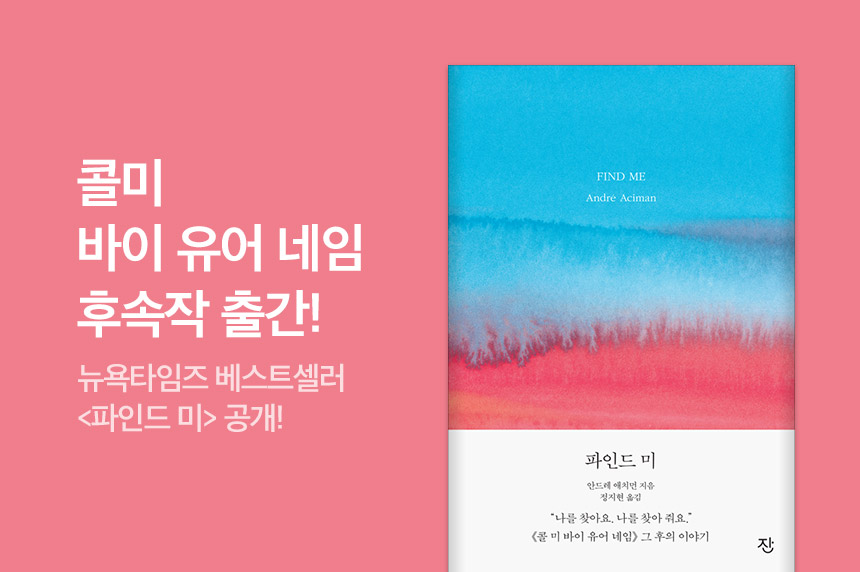 콜미
바이 유어 네임
후속작 출간!
뉴욕타임즈 베스트셀러
<파인드 미> 공개!
FIND ME
André Aciman
파인드 미
안드레 애치먼 지음
정지현 옮김
“나를 찾아요. 나를 찾아 줘요.”
《콜 미 바이 유어 네임》 그 후의 이야기
잔